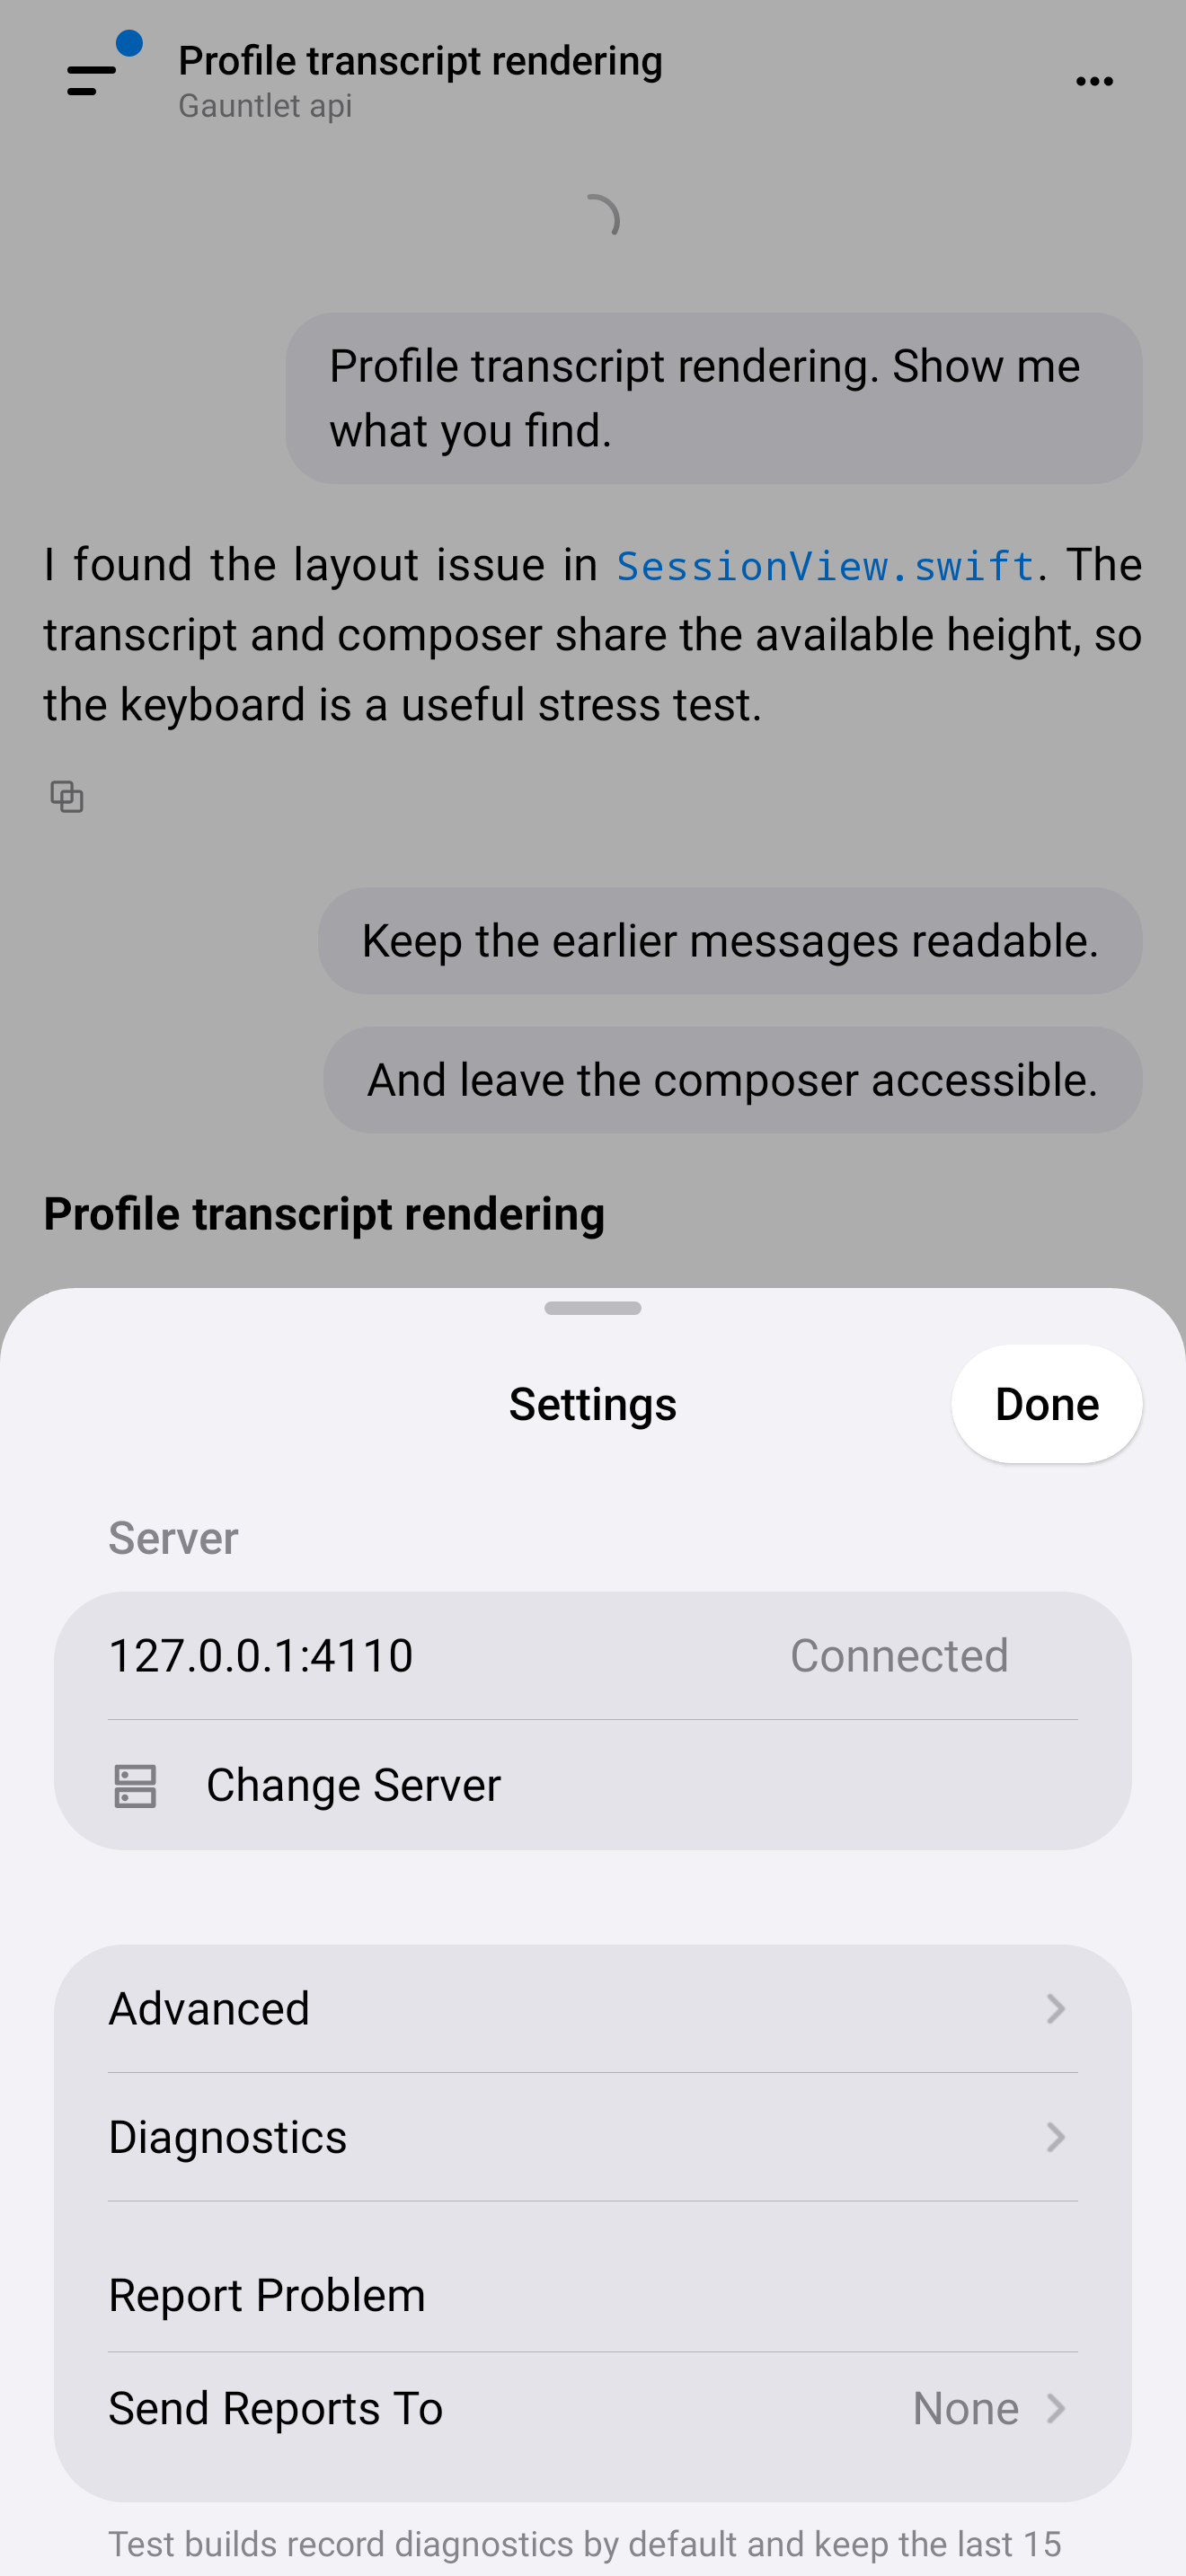 Profile transcript rendering
Gauntlet api
Profile transcript rendering. Show me
what you find.
I found the layout issue in SessionView.swift. The
transcript and composer share the available height, so
the keyboard is a useful stress test.
Keep the earlier messages readable.
And leave the composer accessible.
Profile transcript rendering
Settings
Done
Server
127.0.0.1:4110 Connected
Change Server
Advanced
Diagnostics
Report Problem
Send Reports To None
Test builds record diagnostics by default and keep the last 15